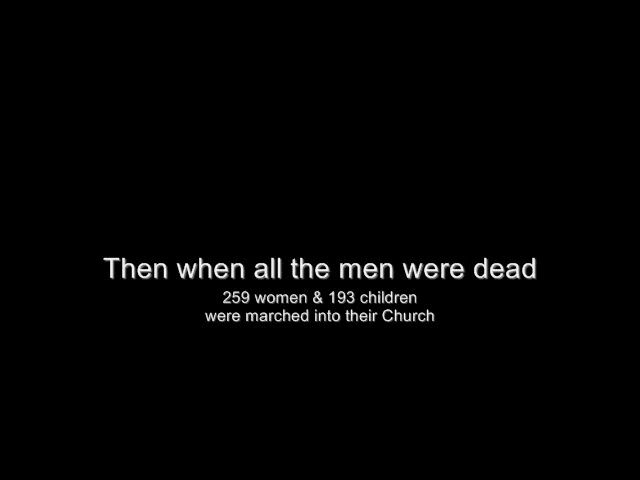 Then when all the men were dead
259 women & 193 children
were marched into their Church